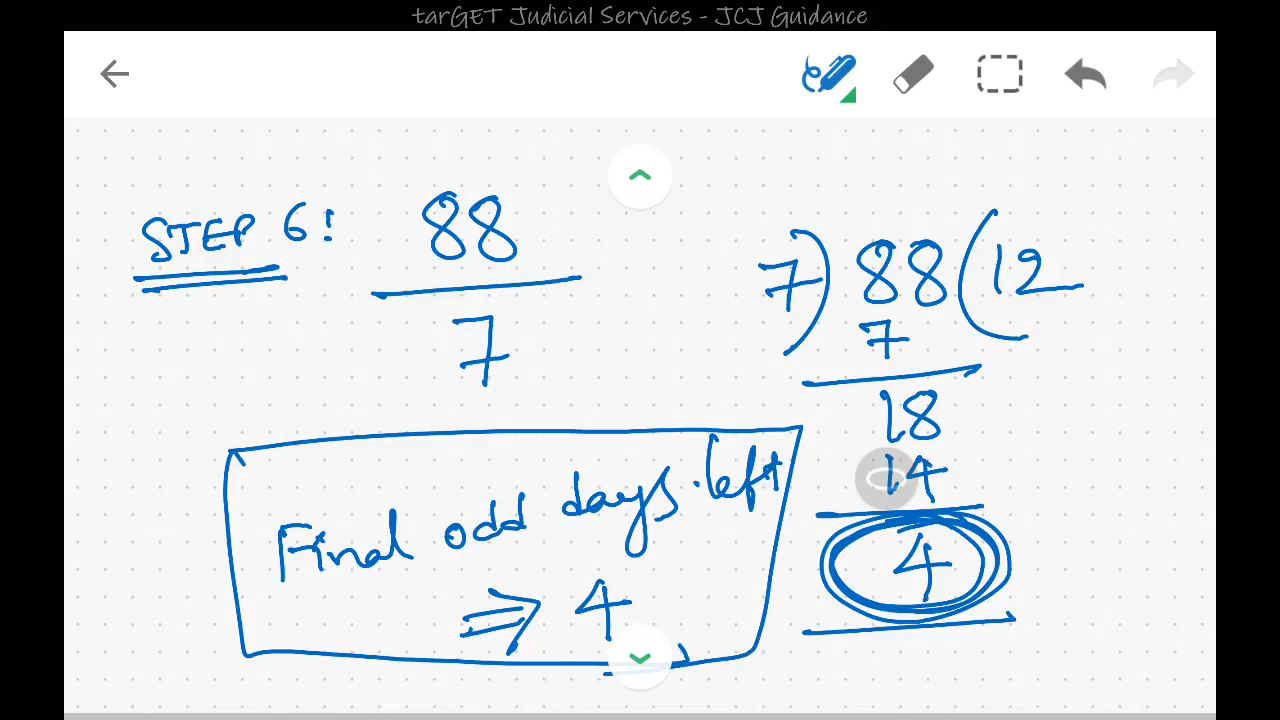 tarGET Judicial Services - JCJ Guidance
STEP 6:
88
7
7) 88 (12
7
18
14
4
Final odd days left
⇒ 4